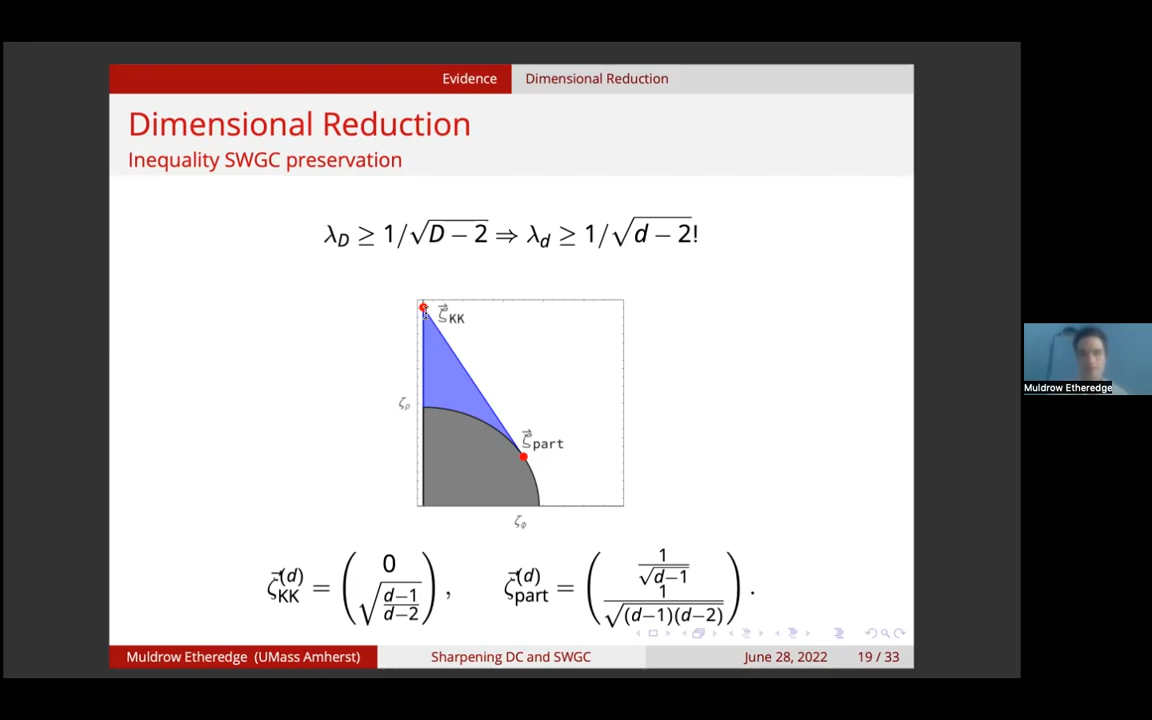 Evidence Dimensional Reduction
Dimensional Reduction
Inequality SWGC preservation
λ_D ≥ 1/√(D − 2) ⇒ λ_d ≥ 1/√(d − 2)!
ζ⃗_KK
ζ_ρ
ζ⃗_part
ζ_ϕ
ζ⃗_KK^(d) = ( 0 ; √((d−1)/(d−2)) ), ζ⃗_part^(d) = ( 1/√(d−1) ; 1/√((d−1)(d−2)) ).
Muldrow Etheredge (UMass Amherst) Sharpening DC and SWGC June 28, 2022 19 / 33
Muldrow Etheredge